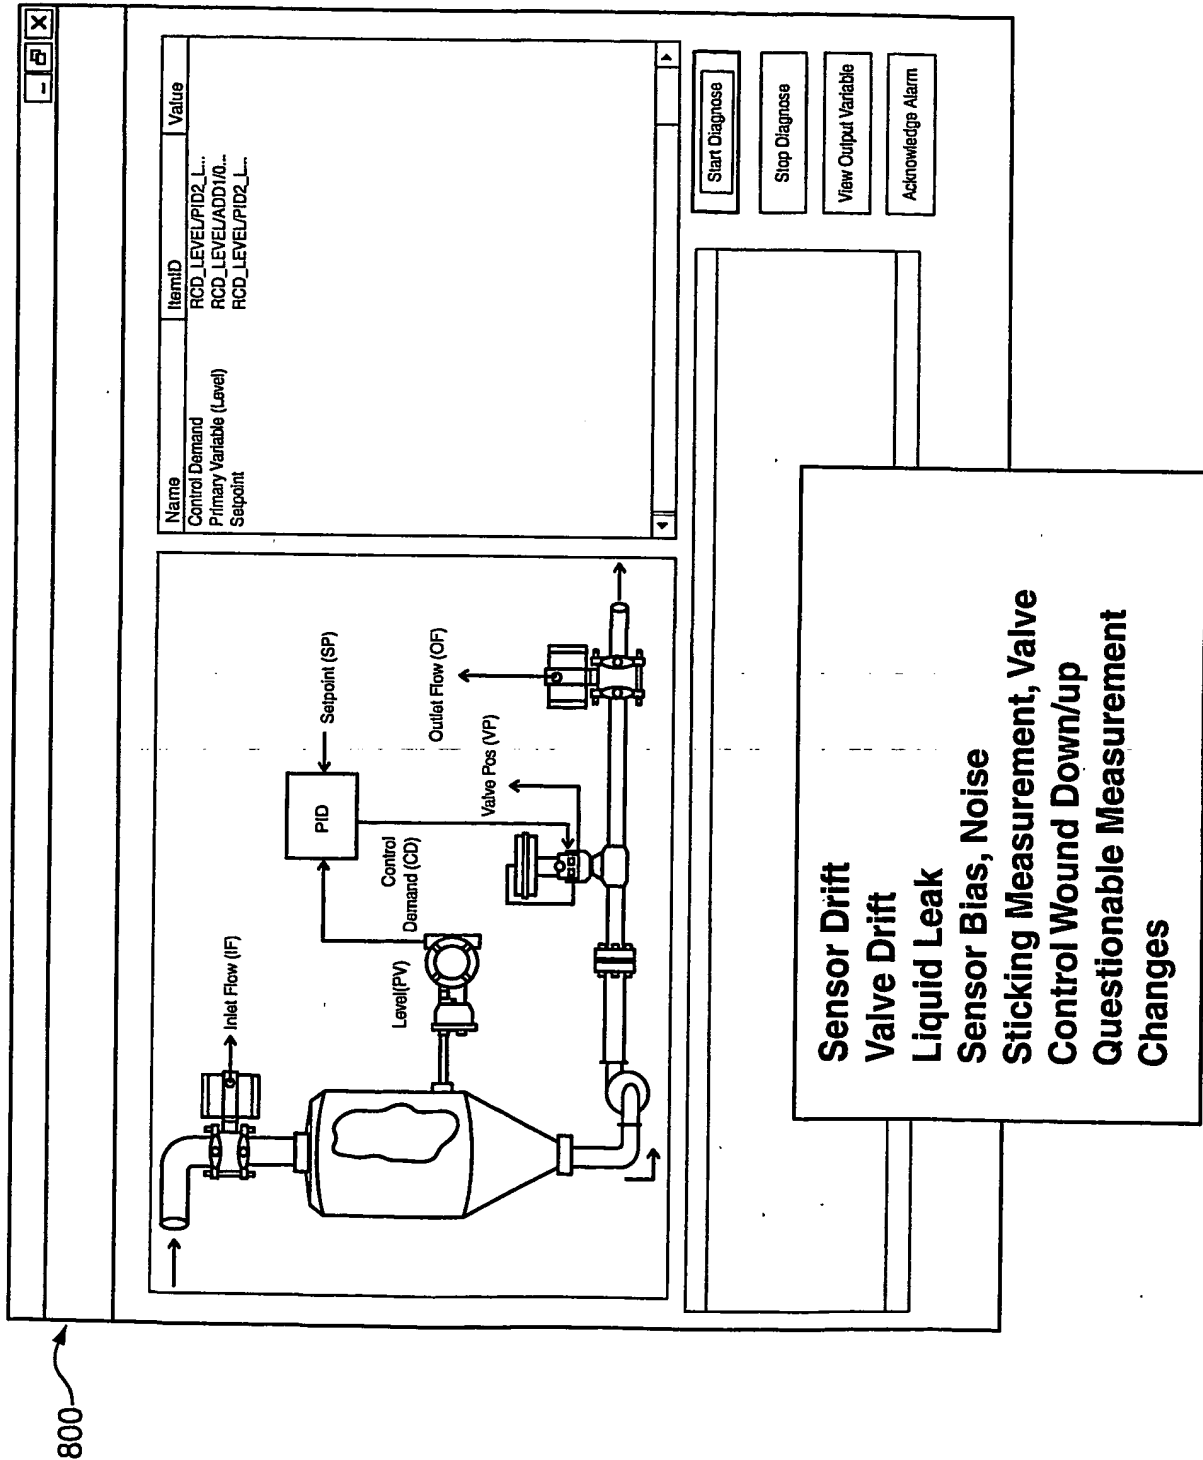 800
Inlet Flow (IF)
Level(PV)
Control
Demand (CD)
PID
Setpoint (SP)
Valve Pos (VP)
Outlet Flow (OF)
Name ItemID Value
Control Demand RCD_LEVEL/PID2_L...
Primary Variable (Level) RCD_LEVEL/ADD1/0...
Setpoint RCD_LEVEL/PID2_L...
Start Diagnose
Stop Diagnose
View Output Variable
Acknowledge Alarm
Sensor Drift
Valve Drift
Liquid Leak
Sensor Bias, Noise
Sticking Measurement, Valve
Control Wound Down/up
Questionable Measurement
Changes